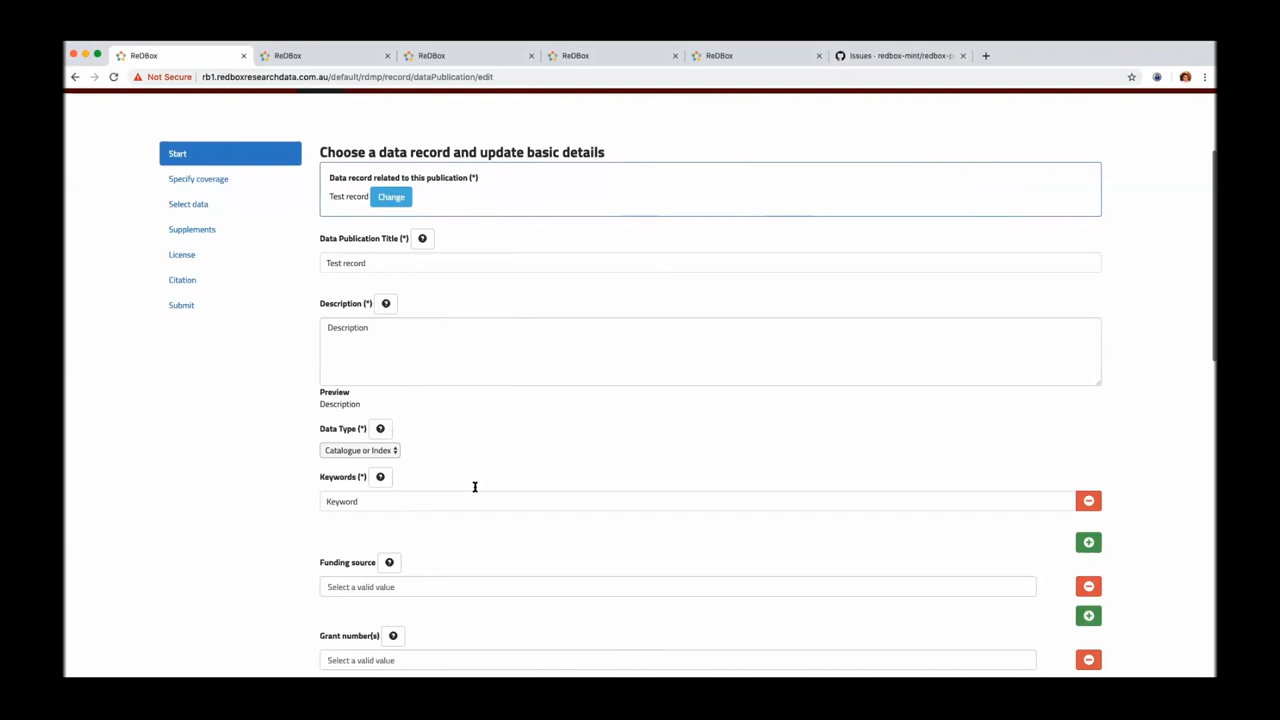 ReDBox
ReDBox
ReDBox
ReDBox
ReDBox
Issues · redbox-mint/redbox-p
Not Secure
rb1.redboxresearchdata.com.au/default/rdmp/record/dataPublication/edit
Start
Specify coverage
Select data
Supplements
License
Citation
Submit
Choose a data record and update basic details
Data record related to this publication (*)
Test record Change
Data Publication Title (*)
Test record
Description (*)
Description
Preview
Description
Data Type (*)
Catalogue or Index
Keywords (*)
Keyword
Funding source
Select a valid value
Grant number(s)
Select a valid value